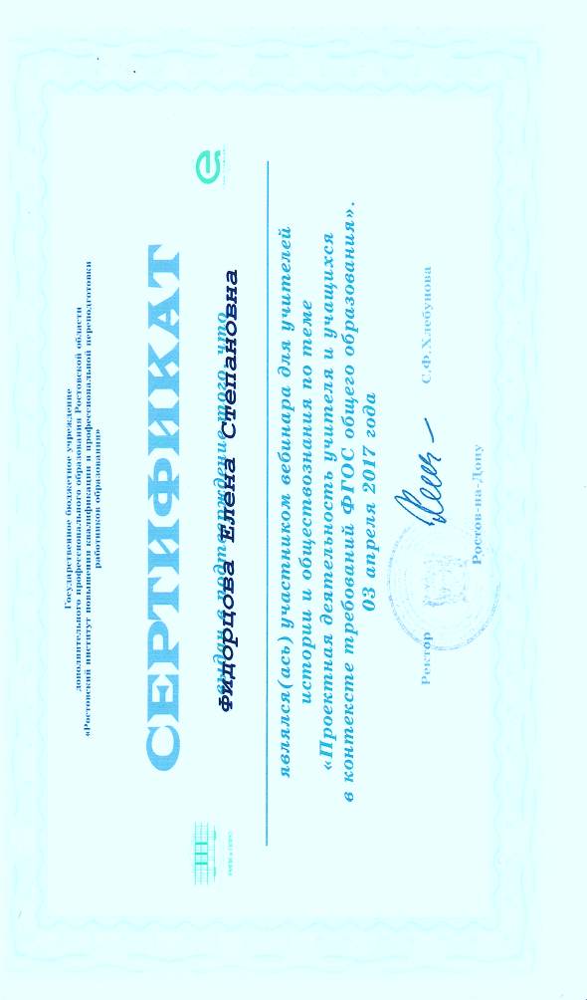 Государственное бюджетное учреждение
дополнительного профессионального образования Ростовской области
«Ростовский институт повышения квалификации и профессиональной переподготовки
работников образования»
СЕРТИФИКАТ
выдан в подтверждение того, что
Фидорцова Елена Степановна
являлся(ась) участником вебинара для учителей
истории и обществознания по теме
«Проектная деятельность учителя и учащихся
в контексте требований ФГОС общего образования».
03 апреля 2017 года
Ректор С.Ф.Хлебунова
Ростов-на-Дону